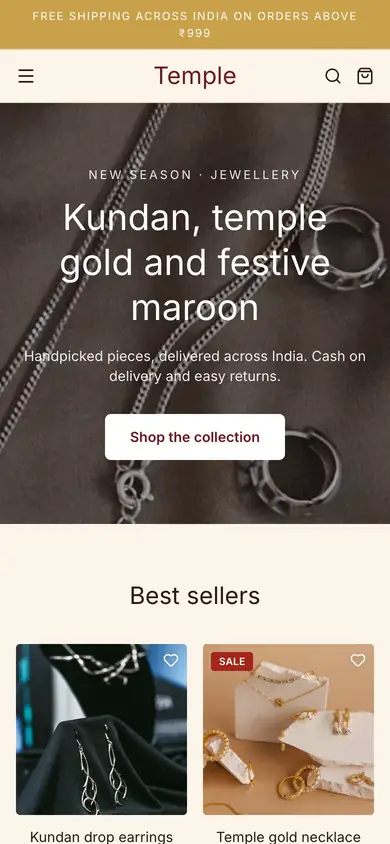 FREE SHIPPING ACROSS INDIA ON ORDERS ABOVE
₹999
Temple
NEW SEASON · JEWELLERY
Kundan, temple
gold and festive
maroon
Handpicked pieces, delivered across India. Cash on
delivery and easy returns.
Shop the collection
Best sellers
SALE
Kundan drop earrings
Temple gold necklace